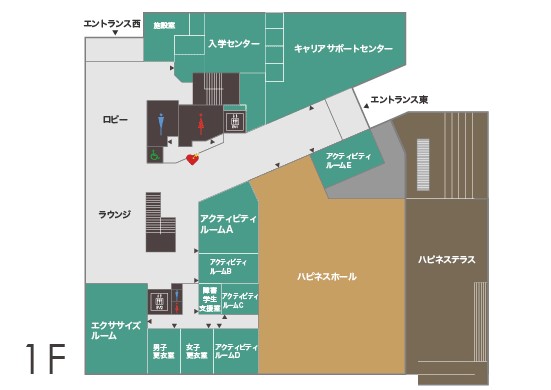 エントランス西
施設室
入学センター
キャリアサポートセンター
エントランス東
ロビー
アクティビティ
ルームE
ラウンジ
アクティビティ
ルームA
アクティビティ
ルームB
ハピネスホール
ハピネステラス
障害
学生
支援室
アクティビティ
ルームC
エクササイズ
ルーム
男子
更衣室
女子
更衣室
アクティビティ
ルームD
1F